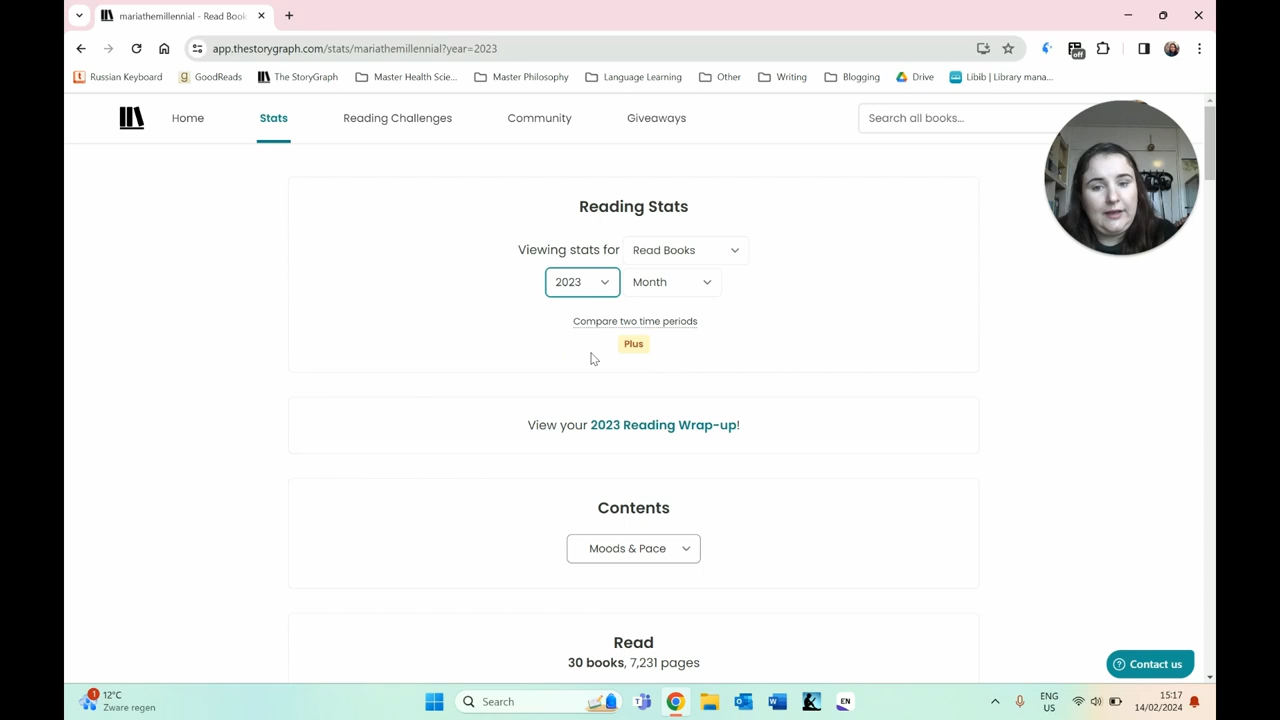 mariathemillennial - Read Book
app.thestorygraph.com/stats/mariathemillennial?year=2023
off
Russian Keyboard
GoodReads
The StoryGraph
Master Health Scie...
Master Philosophy
Language Learning
Other
Writing
Blogging
Drive
Libib | Library mana...
Home
Stats
Reading Challenges
Community
Giveaways
Search all books...
Reading Stats
Viewing stats for Read Books
2023 Month
Compare two time periods
Plus
View your 2023 Reading Wrap-up!
Contents
Moods & Pace
Read
30 books, 7,231 pages
Contact us
1
12°C
Zware regen
Search
EN
ENG
US
15:17
14/02/2024